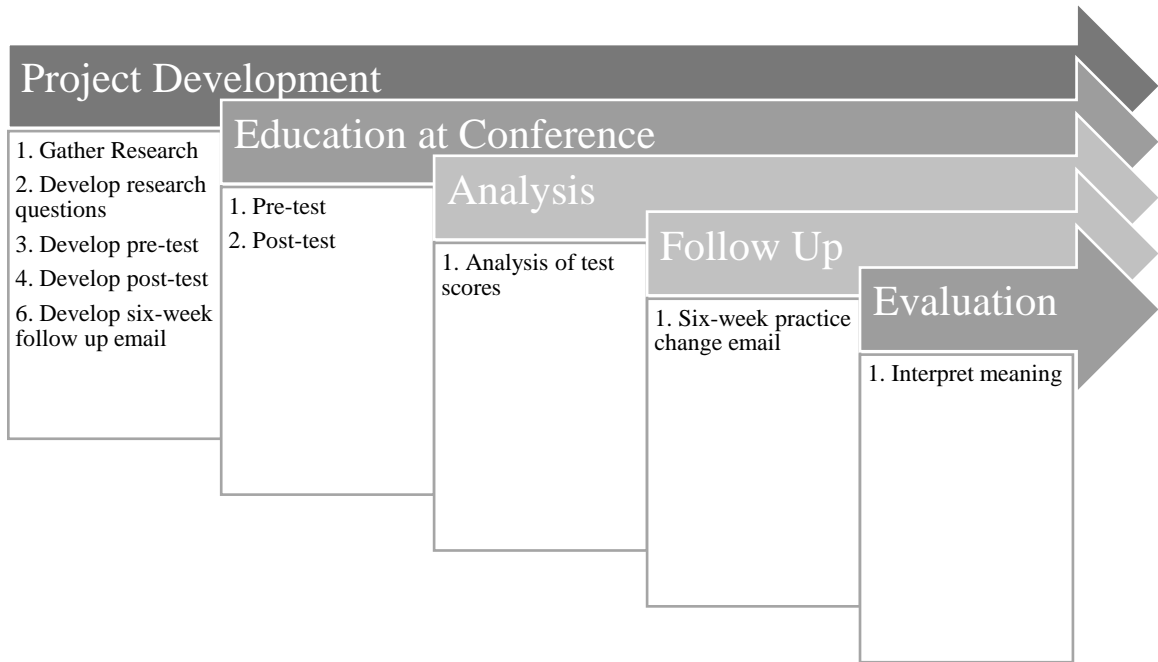 Project Development
1. Gather Research
2. Develop research
questions
3. Develop pre-test
4. Develop post-test
6. Develop six-week
follow up email
Education at Conference
1. Pre-test
2. Post-test
Analysis
1. Analysis of test
scores
Follow Up
1. Six-week practice
change email
Evaluation
1. Interpret meaning